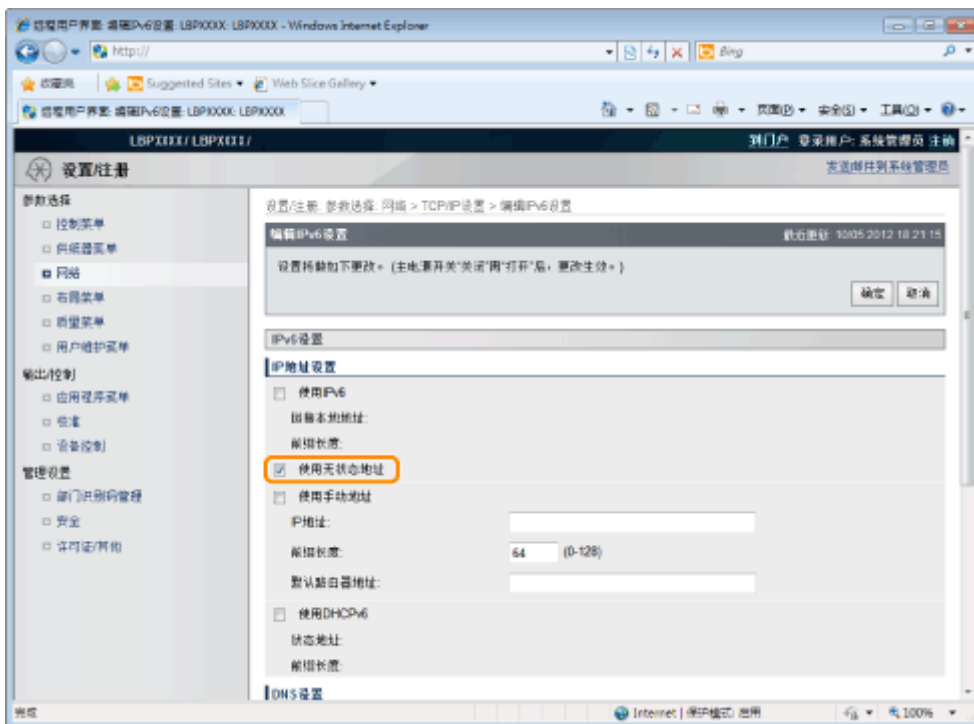 远程用户界面: 编辑IPv6设置: LBPXXXX: LBPXXXX - Windows Internet Explorer
http://
Bing
收藏夹 Suggested Sites Web Slice Gallery
远程用户界面: 编辑IPv6设置: LBPXXXX: LBPXXXX
页面(P) 安全(S) 工具(O)
LBPXXXX / LBPXXXX /
到门户 登录用户: 系统管理员 注销
设置/注册
发送邮件到系统管理员
参数选择
控制菜单
供纸器菜单
网络
布局菜单
质量菜单
用户维护菜单
输出/控制
应用程序菜单
校准
设备控制
管理设置
部门识别码管理
安全
许可证/其他
设置/注册: 参数选择: 网络 > TCP/IP设置 > 编辑IPv6设置
编辑IPv6设置
最近更新: 10/05 2012 18:21:15
设置将做如下更改。(主电源开关“关闭”再“打开”后，更改生效。)
确定 取消
IPv6设置
IP地址设置
使用IPv6
链路本地地址:
前缀长度:
使用无状态地址
使用手动地址
IP地址:
前缀长度: 64 (0-128)
默认路由器地址:
使用DHCPv6
状态地址:
前缀长度:
DNS设置
完成
Internet | 保护模式: 启用
100%